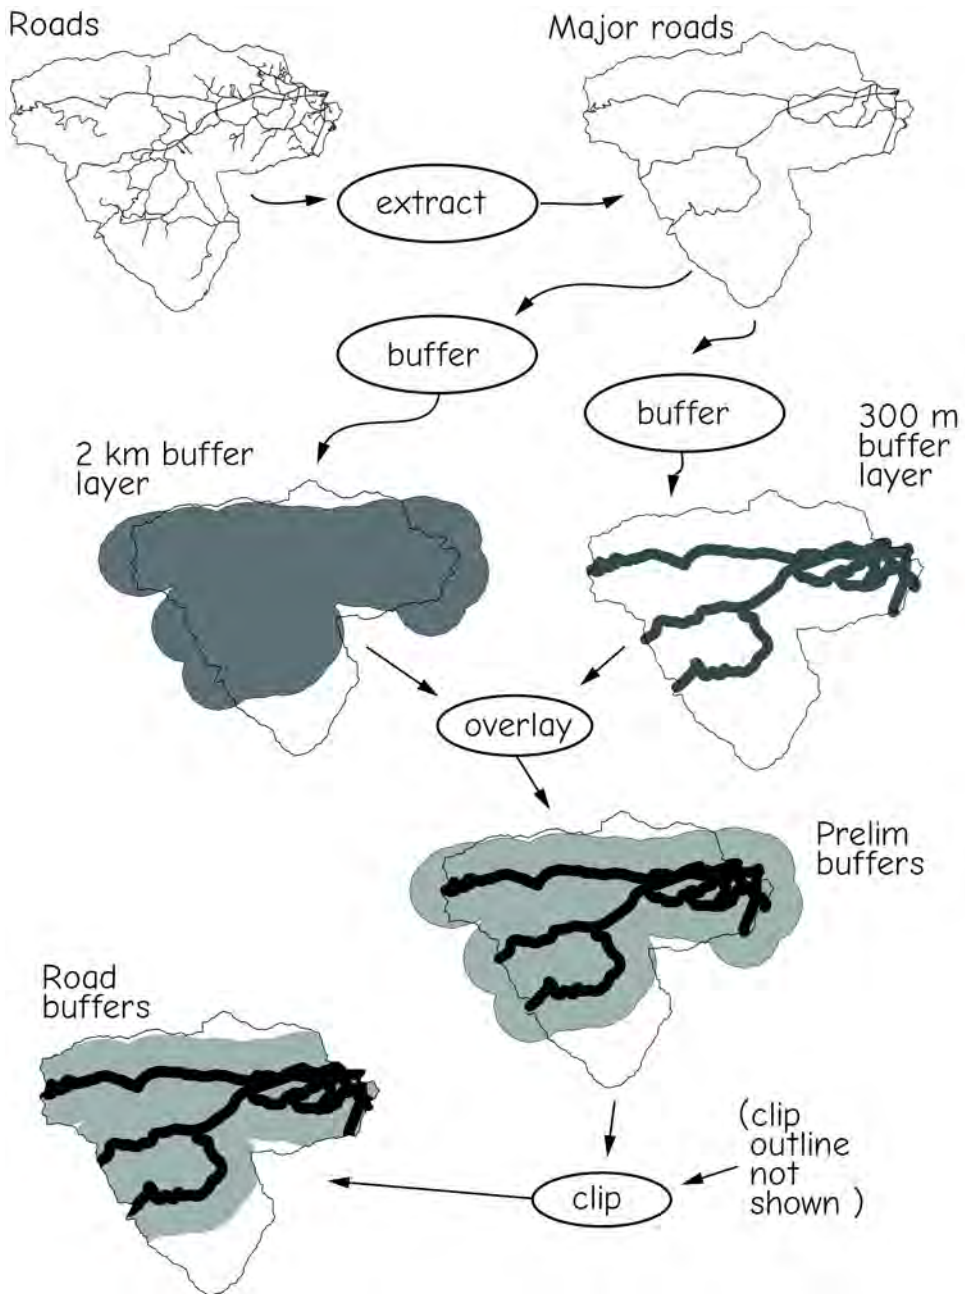 Roads
Major roads
extract
buffer
buffer
300 m
buffer
layer
2 km buffer
layer
overlay
Prelim
buffers
Road
buffers
(clip
outline
not
shown )
clip